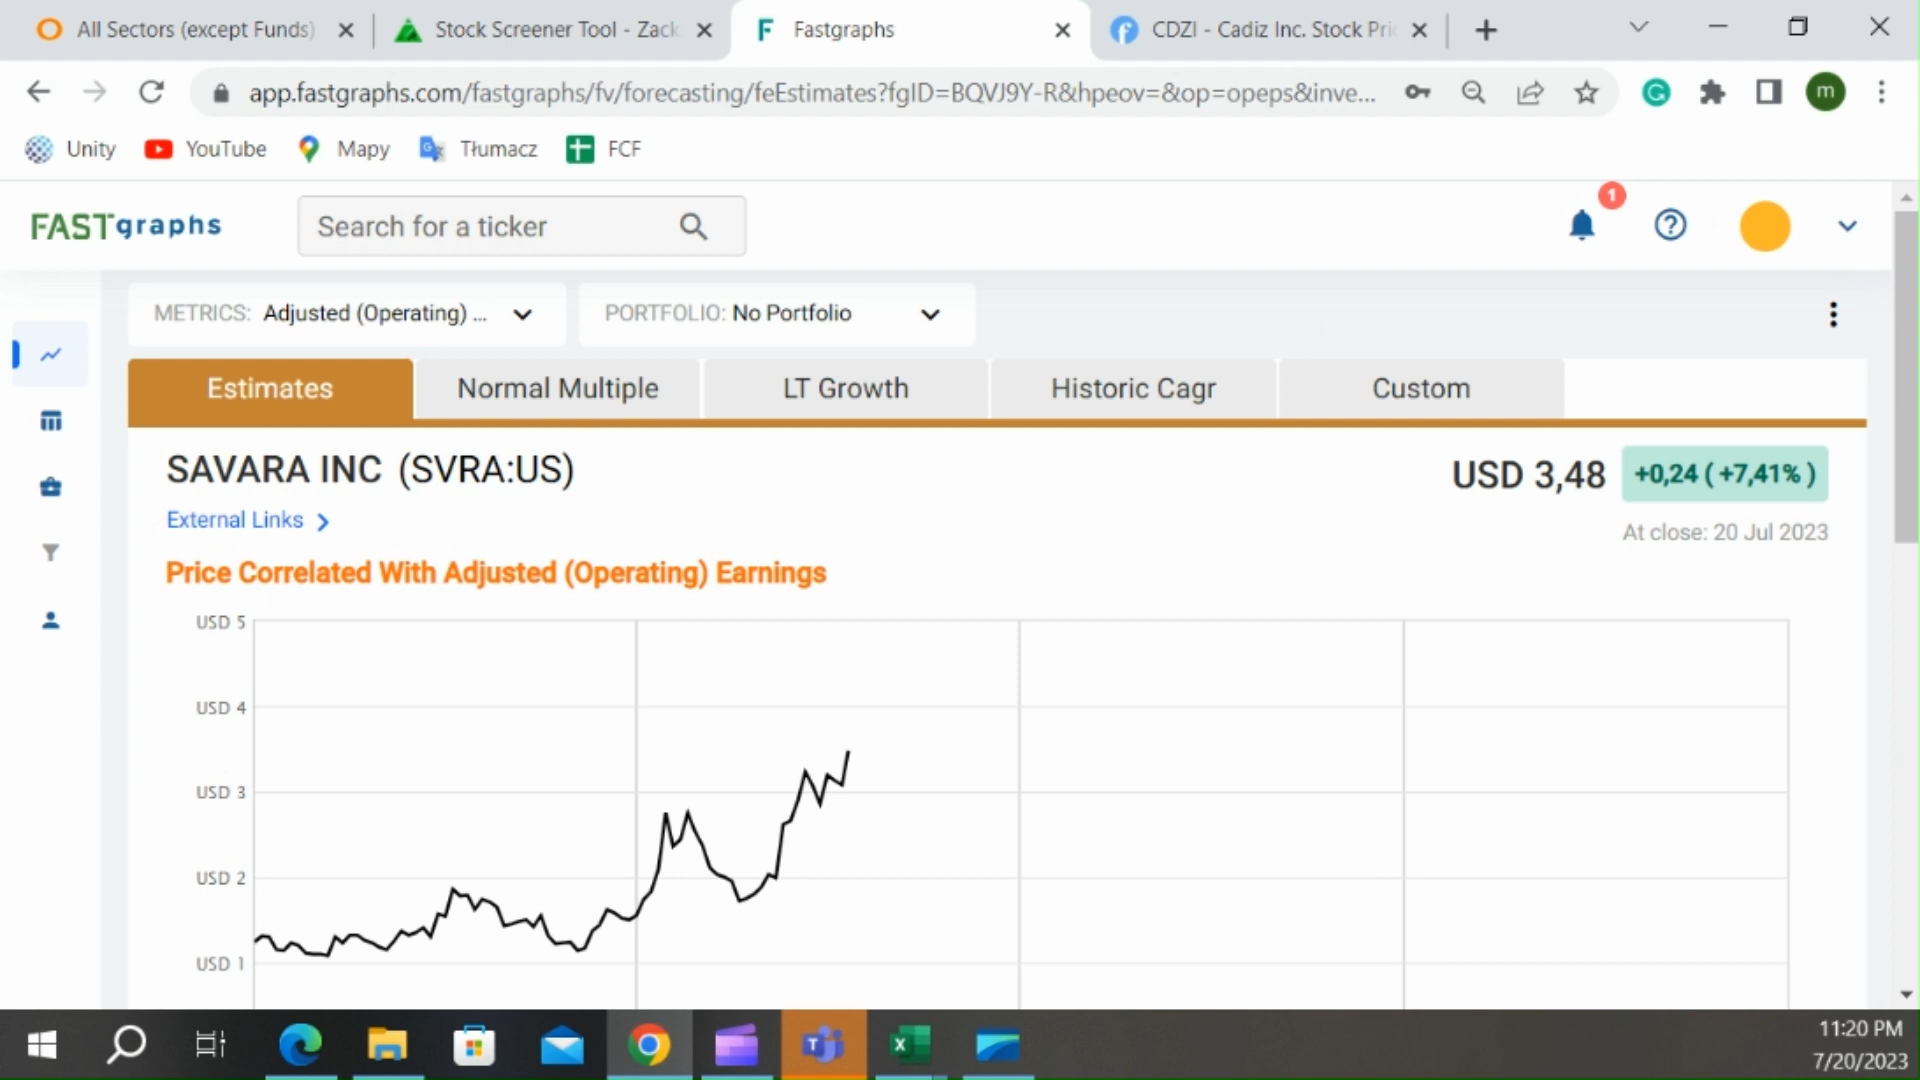 All Sectors (except Funds)
Stock Screener Tool - Zack
Fastgraphs
CDZI - Cadiz Inc. Stock Pri
app.fastgraphs.com/fastgraphs/fv/forecasting/feEstimates?fgID=BQVJ9Y-R&hpeov=&op=opeps&inve...
m
Unity
YouTube
Mapy
Tłumacz
FCF
FASTgraphs
Search for a ticker
1
METRICS: Adjusted (Operating) ...
PORTFOLIO: No Portfolio
Estimates
Normal Multiple
LT Growth
Historic Cagr
Custom
SAVARA INC (SVRA:US)
USD 3,48
+0,24 ( +7,41% )
External Links
At close: 20 Jul 2023
Price Correlated With Adjusted (Operating) Earnings
USD 5
USD 4
USD 3
USD 2
USD 1
11:20 PM
7/20/2023